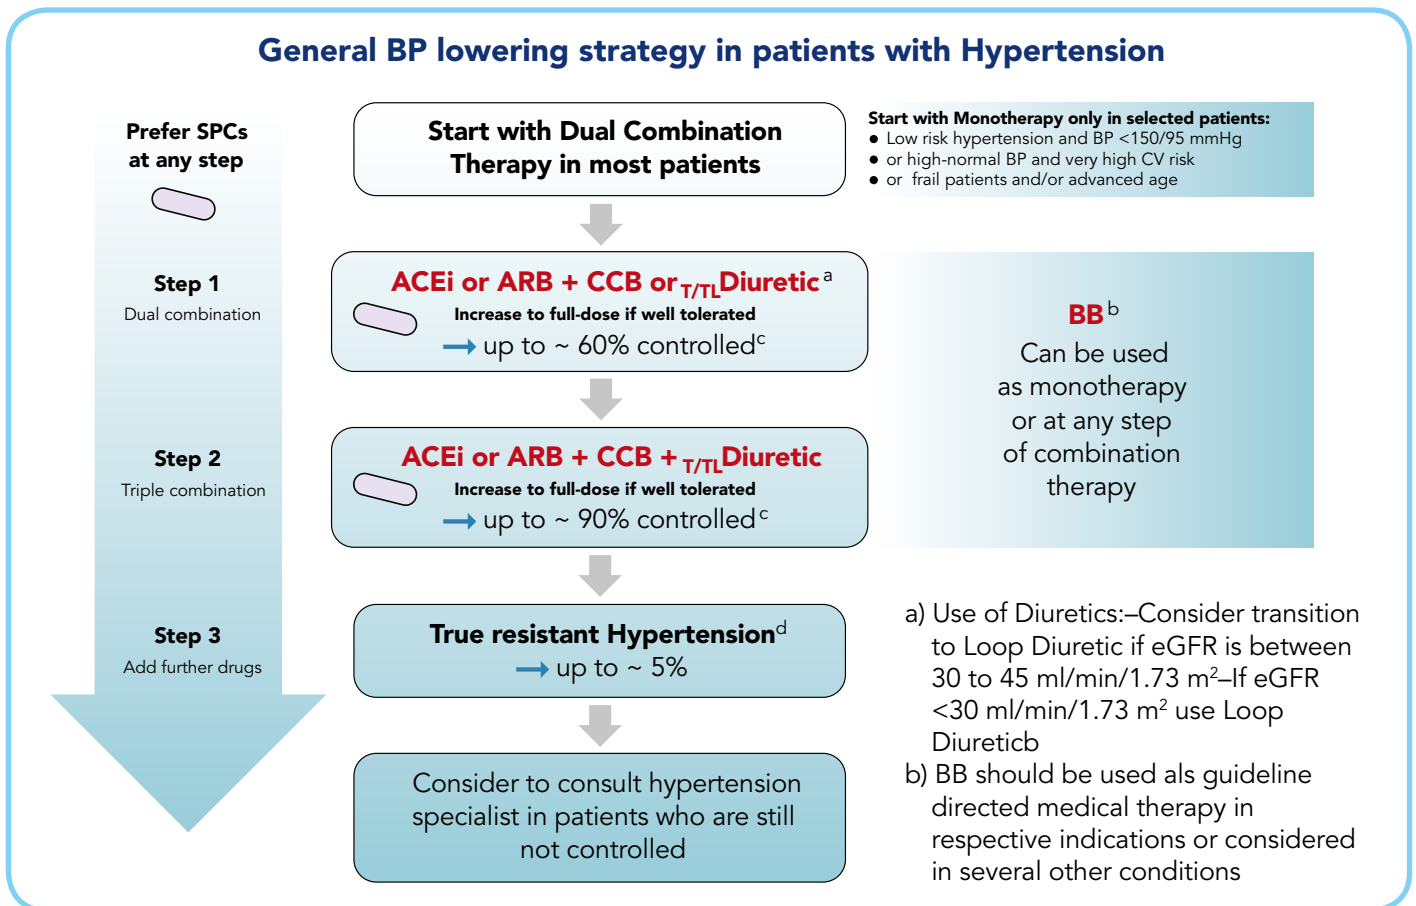 General BP lowering strategy in patients with Hypertension
Prefer SPCs
at any step
Start with Dual Combination
Therapy in most patients
Start with Monotherapy only in selected patients:
● Low risk hypertension and BP <150/95 mmHg
● or high-normal BP and very high CV risk
● or frail patients and/or advanced age
Step 1
Dual combination
ACEi or ARB + CCB or T/TL Diuretic a
Increase to full-dose if well tolerated
→ up to ~ 60% controlled c
BB b
Can be used
as monotherapy
or at any step
of combination
therapy
Step 2
Triple combination
ACEi or ARB + CCB + T/TL Diuretic
Increase to full-dose if well tolerated
→ up to ~ 90% controlled c
Step 3
Add further drugs
True resistant Hypertension d
→ up to ~ 5%
Consider to consult hypertension
specialist in patients who are still
not controlled
a) Use of Diuretics:–Consider transition
to Loop Diuretic if eGFR is between
30 to 45 ml/min/1.73 m²–If eGFR
<30 ml/min/1.73 m² use Loop
Diureticb
b) BB should be used als guideline
directed medical therapy in
respective indications or considered
in several other conditions